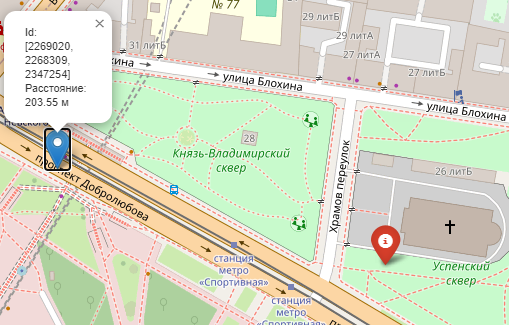 Id:
[2269020,
2268309,
2347254]
Расстояние:
203.55 м
×
№ 77
31 литБ
29 литБ
29 литА
27 литА
27 литБ
улица Блохина
улица Блохина
28
Князь-Владимирский
сквер
Храмов переулок
26 литБ
проспект Добролюбова
станция
метро
«Спортивная»
станция
метро
«Спортивная»
Успенский
сквер